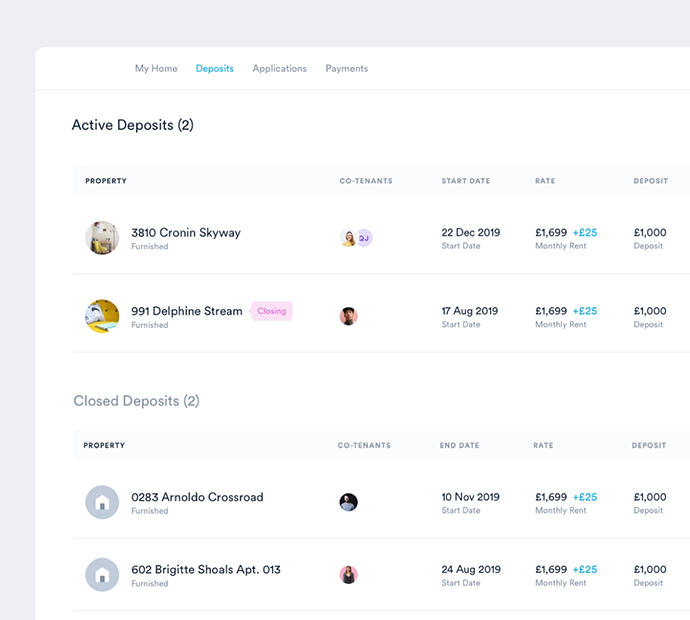 My Home Deposits Applications Payments
Active Deposits (2)
PROPERTY CO-TENANTS START DATE RATE DEPOSIT
3810 Cronin Skyway QJ 22 Dec 2019 £1,699 +£25 £1,000
Furnished Start Date Monthly Rent Deposit
991 Delphine Stream Closing 17 Aug 2019 £1,699 +£25 £1,000
Furnished Start Date Monthly Rent Deposit
Closed Deposits (2)
PROPERTY CO-TENANTS END DATE RATE DEPOSIT
0283 Arnoldo Crossroad 10 Nov 2019 £1,699 +£25 £1,000
Furnished Start Date Monthly Rent Deposit
602 Brigitte Shoals Apt. 013 24 Aug 2019 £1,699 +£25 £1,000
Furnished Start Date Monthly Rent Deposit